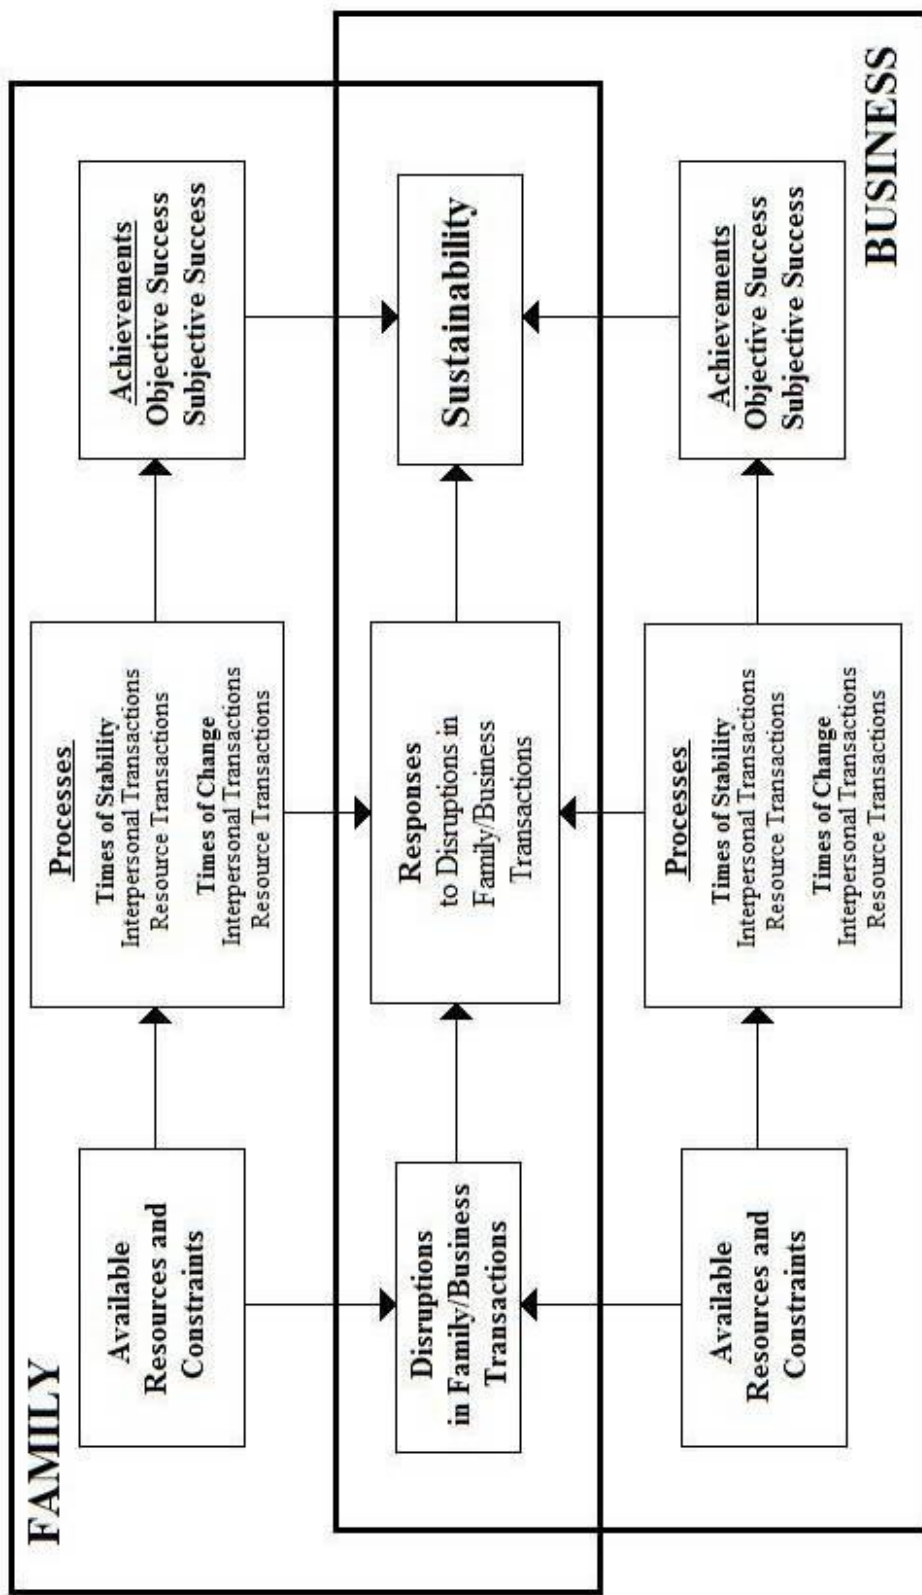 FAMILY
Available
Resources and
Constraints
Processes
Times of Stability
Interpersonal Transactions
Resource Transactions
Times of Change
Interpersonal Transactions
Resource Transactions
Achievements
Objective Success
Subjective Success
Disruptions
in Family/Business
Transactions
Responses
to Disruptions in
Family/Business
Transactions
Sustainability
Available
Resources and
Constraints
Processes
Times of Stability
Interpersonal Transactions
Resource Transactions
Times of Change
Interpersonal Transactions
Resource Transactions
Achievements
Objective Success
Subjective Success
BUSINESS